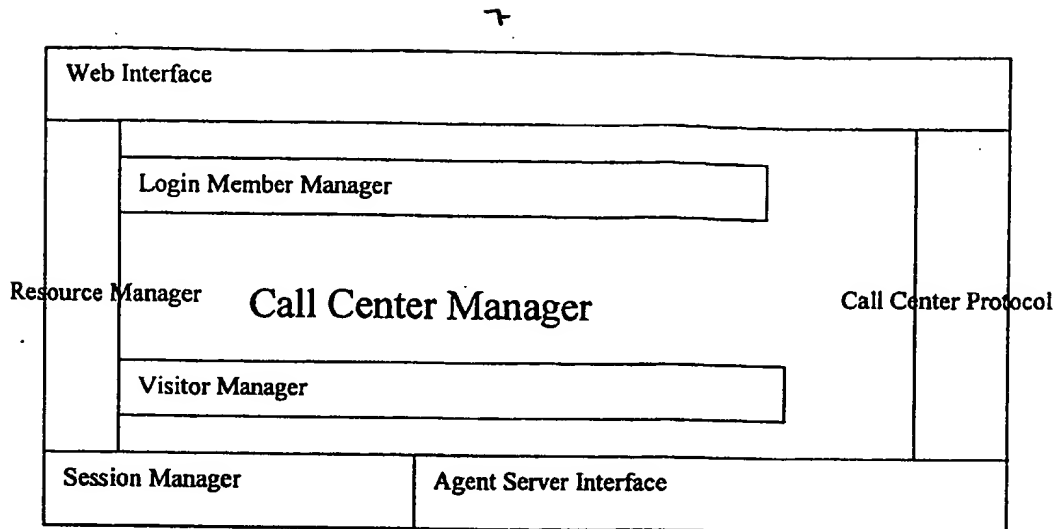 7
Web Interface
Login Member Manager
Resource Manager
Call Center Manager
Call Center Protocol
Visitor Manager
Session Manager
Agent Server Interface